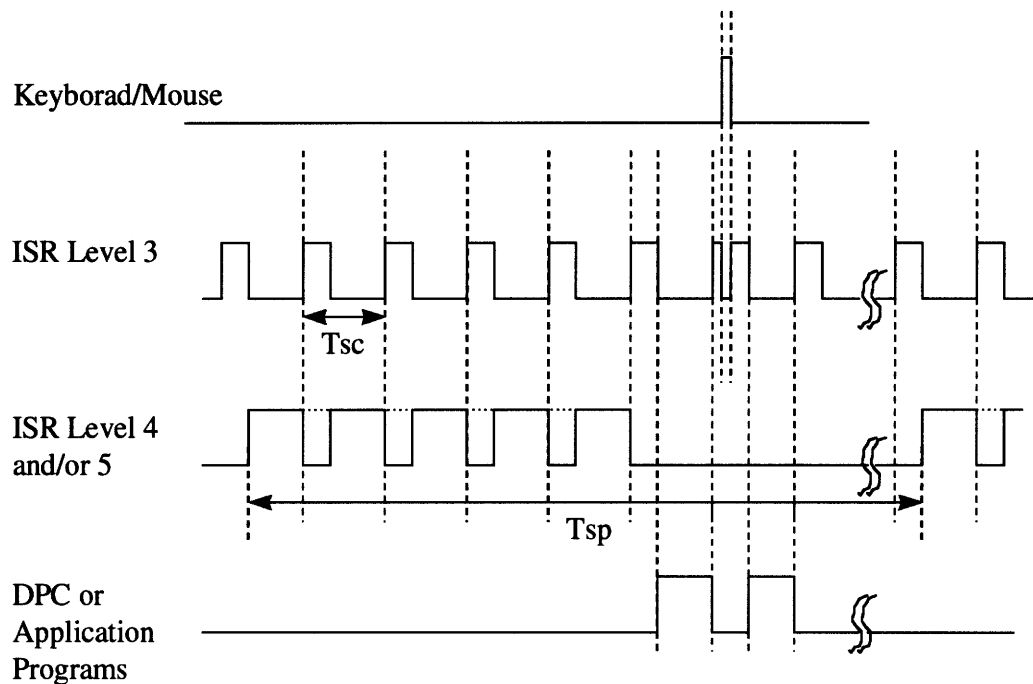 Keyborad/Mouse
ISR Level 3
Tsc
ISR Level 4
and/or 5
Tsp
DPC or
Application
Programs